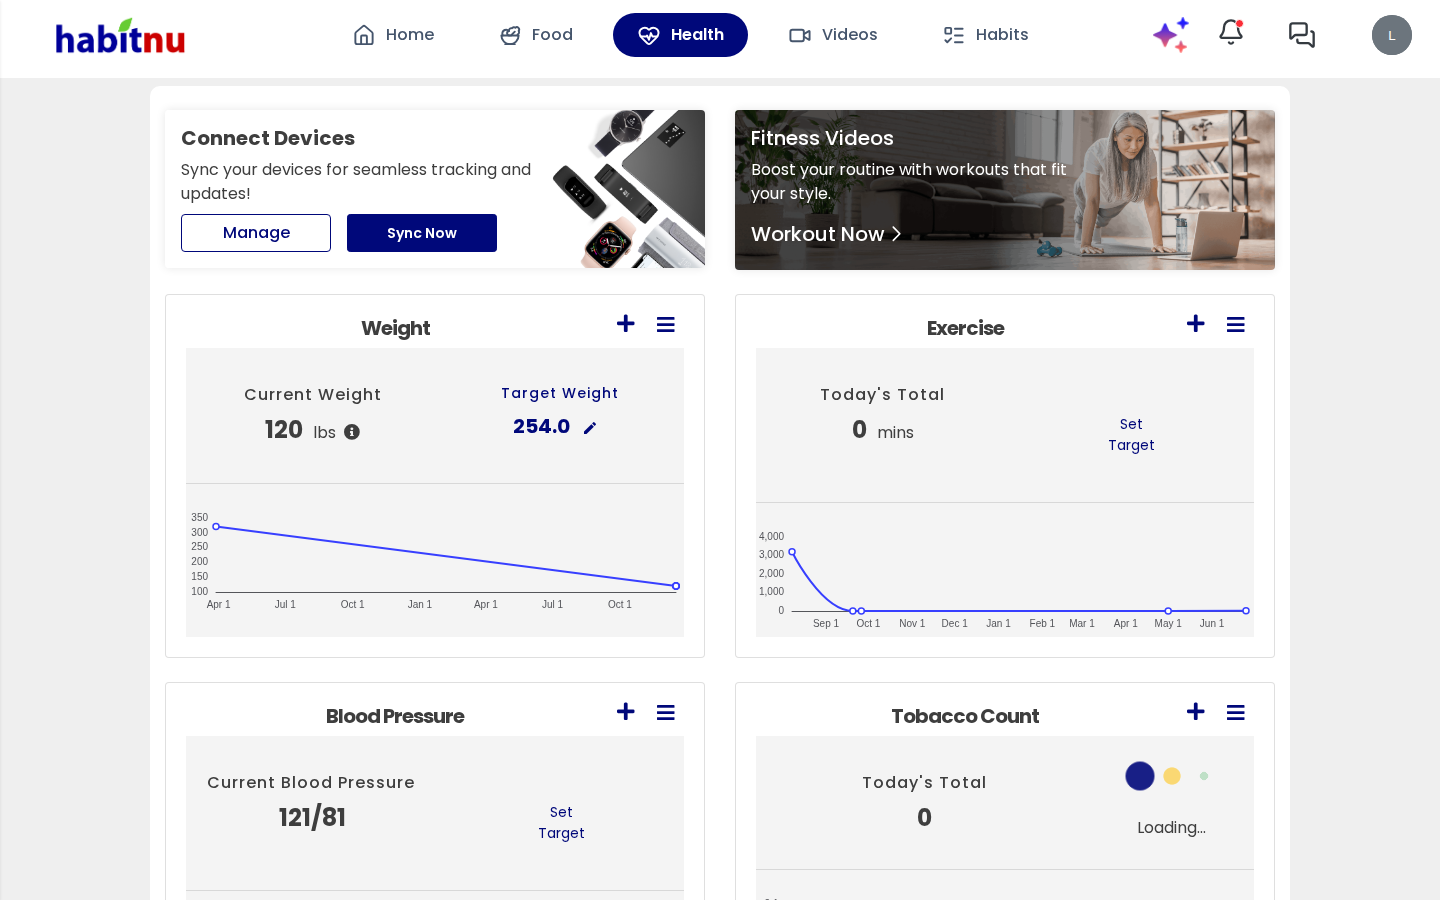 habitnu
Home
Food
Health
Videos
Habits
L
Connect Devices
Sync your devices for seamless tracking and
updates!
Manage
Sync Now
Fitness Videos
Boost your routine with workouts that fit
your style.
Workout Now
Weight
Current Weight
120 lbs
Target Weight
254.0
350
300
250
200
150
100
Apr 1
Jul 1
Oct 1
Jan 1
Apr 1
Jul 1
Oct 1
Exercise
Today's Total
0 mins
Set
Target
4,000
3,000
2,000
1,000
0
Sep 1
Oct 1
Nov 1
Dec 1
Jan 1
Feb 1
Mar 1
Apr 1
May 1
Jun 1
Blood Pressure
Current Blood Pressure
121/81
Set
Target
Tobacco Count
Today's Total
0
Loading...